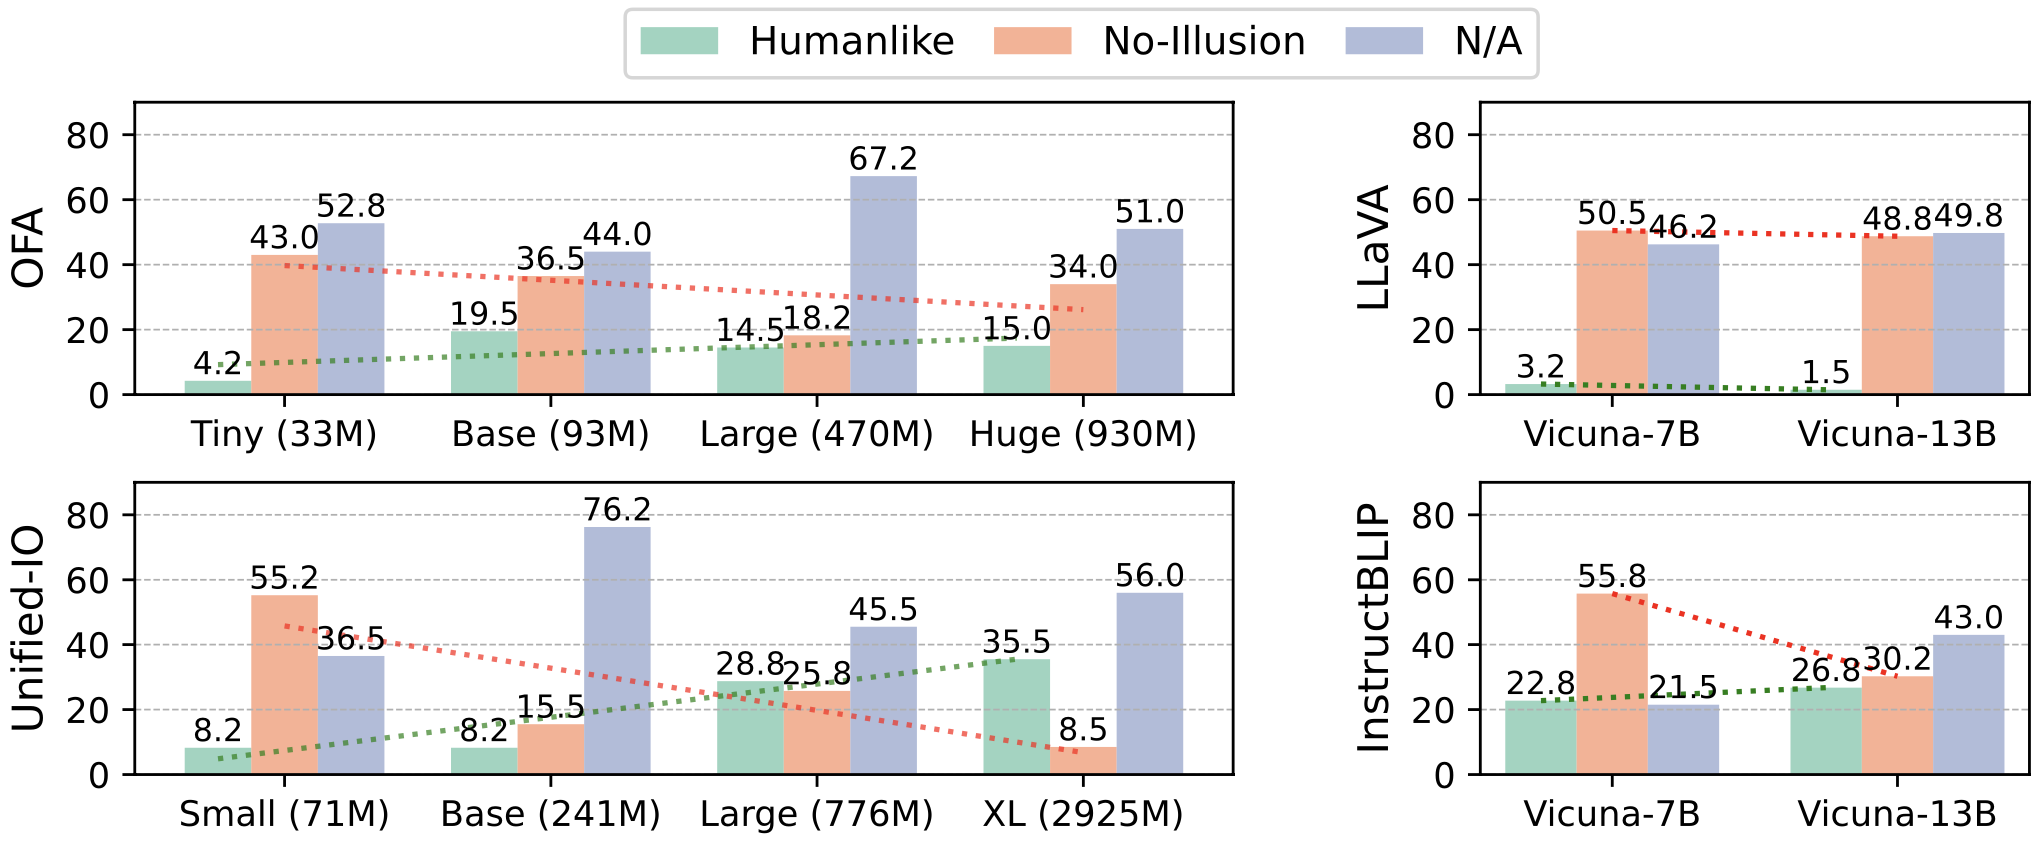 Humanlike No-Illusion N/A
OFA
80
60
40
20
0
4.2 43.0 52.8 19.5 36.5 44.0 14.5 18.2 67.2 15.0 34.0 51.0
Tiny (33M) Base (93M) Large (470M) Huge (930M)
LLaVA
80
60
40
20
0
3.2 50.5 46.2 1.5 48.8 49.8
Vicuna-7B Vicuna-13B
Unified-IO
80
60
40
20
0
8.2 55.2 36.5 8.2 15.5 76.2 28.8 25.8 45.5 35.5 8.5 56.0
Small (71M) Base (241M) Large (776M) XL (2925M)
InstructBLIP
80
60
40
20
0
22.8 55.8 21.5 26.8 30.2 43.0
Vicuna-7B Vicuna-13B